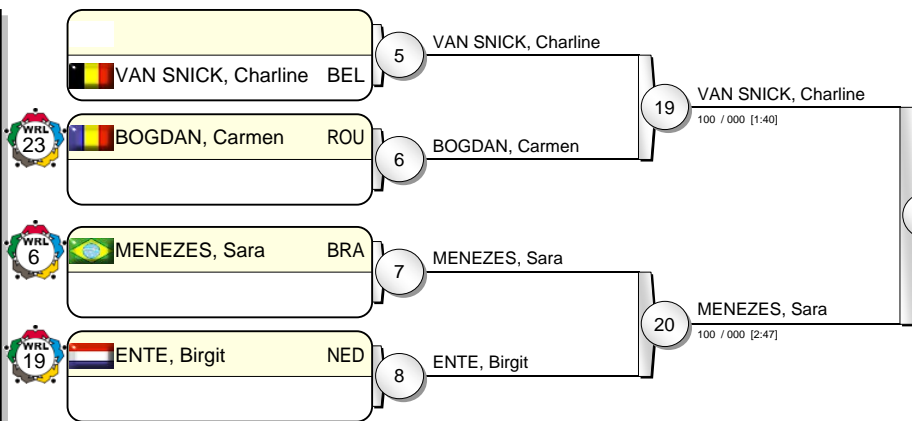 5
VAN SNICK, Charline
VAN SNICK, Charline BEL
19
VAN SNICK, Charline
100 / 000 [1:40]
WRL
23
BOGDAN, Carmen ROU
6
BOGDAN, Carmen
WRL
6
MENEZES, Sara BRA
7
MENEZES, Sara
20
MENEZES, Sara
100 / 000 [2:47]
WRL
19
ENTE, Birgit NED
8
ENTE, Birgit